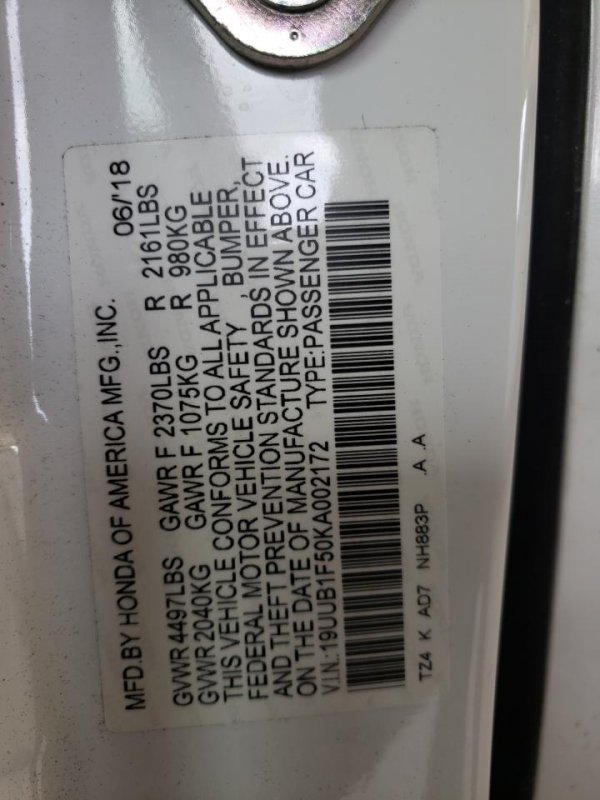 MFD.BY HONDA OF AMERICA MFG.,INC. 06/'18
GVWR 4497LBS GAWR F 2370LBS R 2161LBS
GVWR 2040KG GAWR F 1075KG R 980KG
THIS VEHICLE CONFORMS TO ALL APPLICABLE
FEDERAL MOTOR VEHICLE SAFETY , BUMPER,
AND THEFT PREVENTION STANDARDS IN EFFECT
ON THE DATE OF MANUFACTURE SHOWN ABOVE.
V.I.N.:19UUB1F50KA002172 TYPE:PASSENGER CAR
TZ4 K AD7 NH883P .A .A